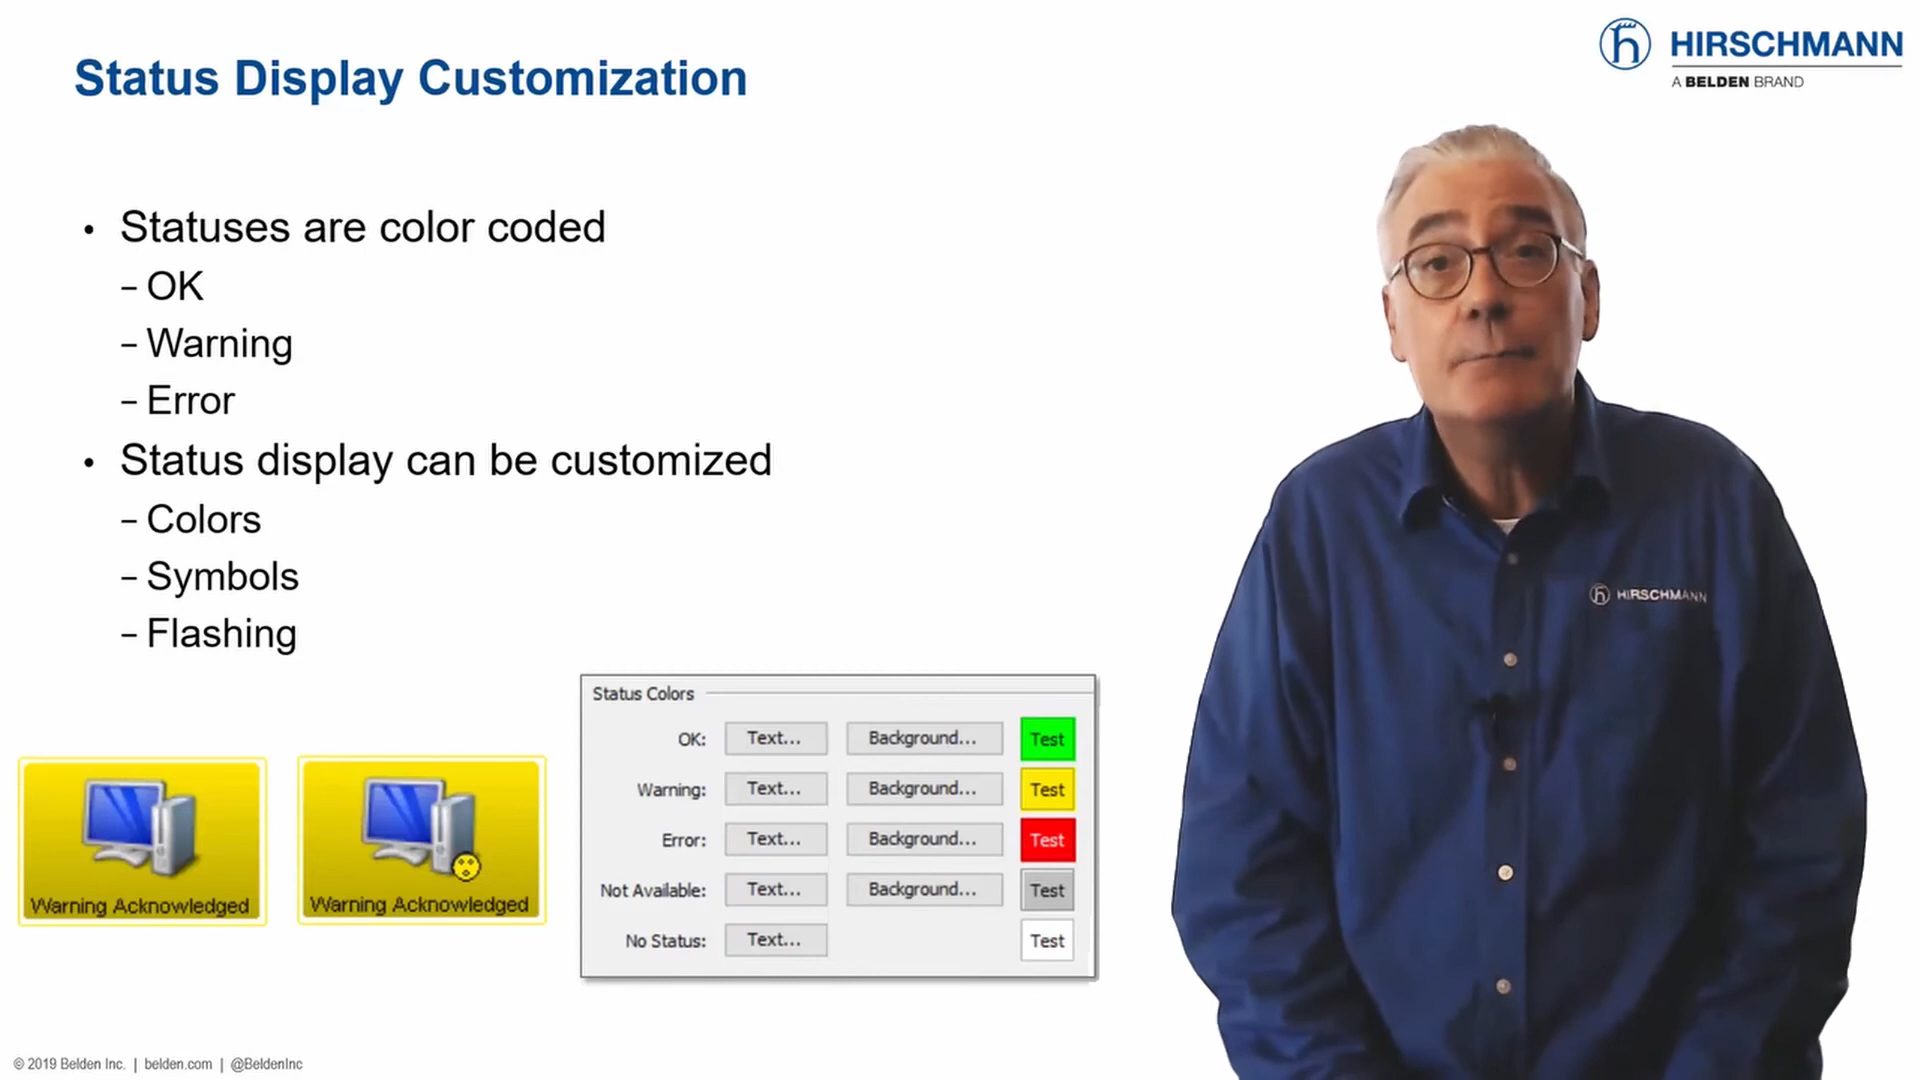 Status Display Customization
HIRSCHMANN
A BELDEN BRAND
• Statuses are color coded
– OK
– Warning
– Error
• Status display can be customized
– Colors
– Symbols
– Flashing
HIRSCHMANN
Warning Acknowledged
Warning Acknowledged
Status Colors
OK: Text... Background... Test
Warning: Text... Background... Test
Error: Text... Background... Test
Not Available: Text... Background... Test
No Status: Text... Test
© 2019 Belden Inc. | belden.com | @BeldenInc